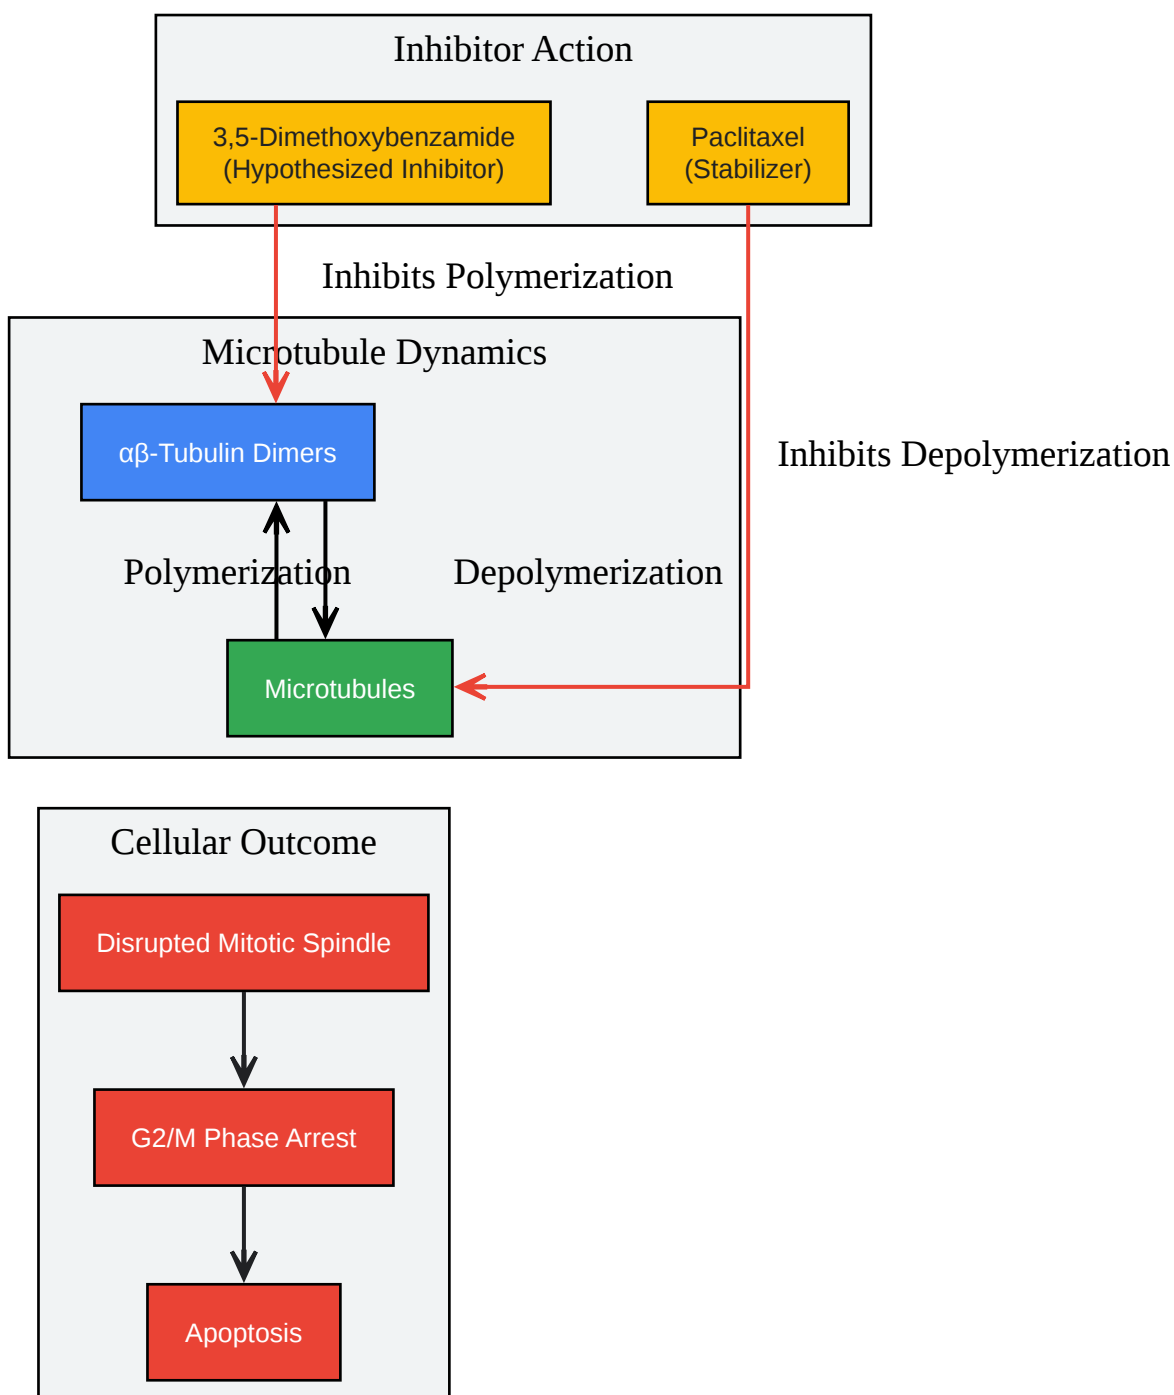 Inhibitor Action
3,5-Dimethoxybenzamide
(Hypothesized Inhibitor)
Paclitaxel
(Stabilizer)
Inhibits Polymerization
Microtubule Dynamics
αβ-Tubulin Dimers
Inhibits Depolymerization
Polymerization
Depolymerization
Microtubules
Cellular Outcome
Disrupted Mitotic Spindle
G2/M Phase Arrest
Apoptosis